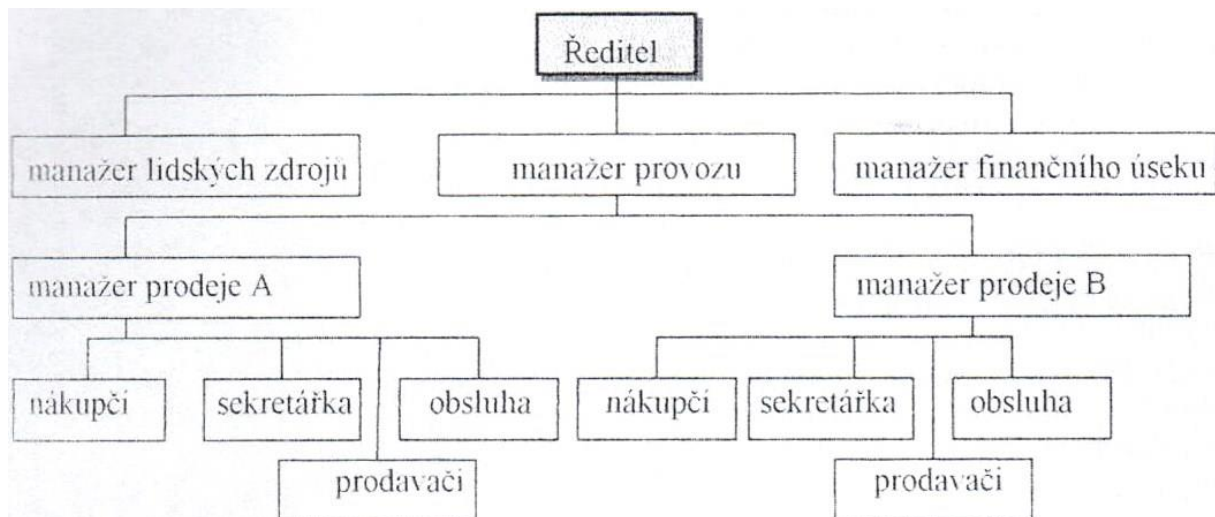 Ředitel
manažer lidských zdrojů
manažer provozu
manažer finančního úseku
manažer prodeje A
manažer prodeje B
nákupčí
sekretářka
obsluha
nákupčí
sekretářka
obsluha
prodavači
prodavači